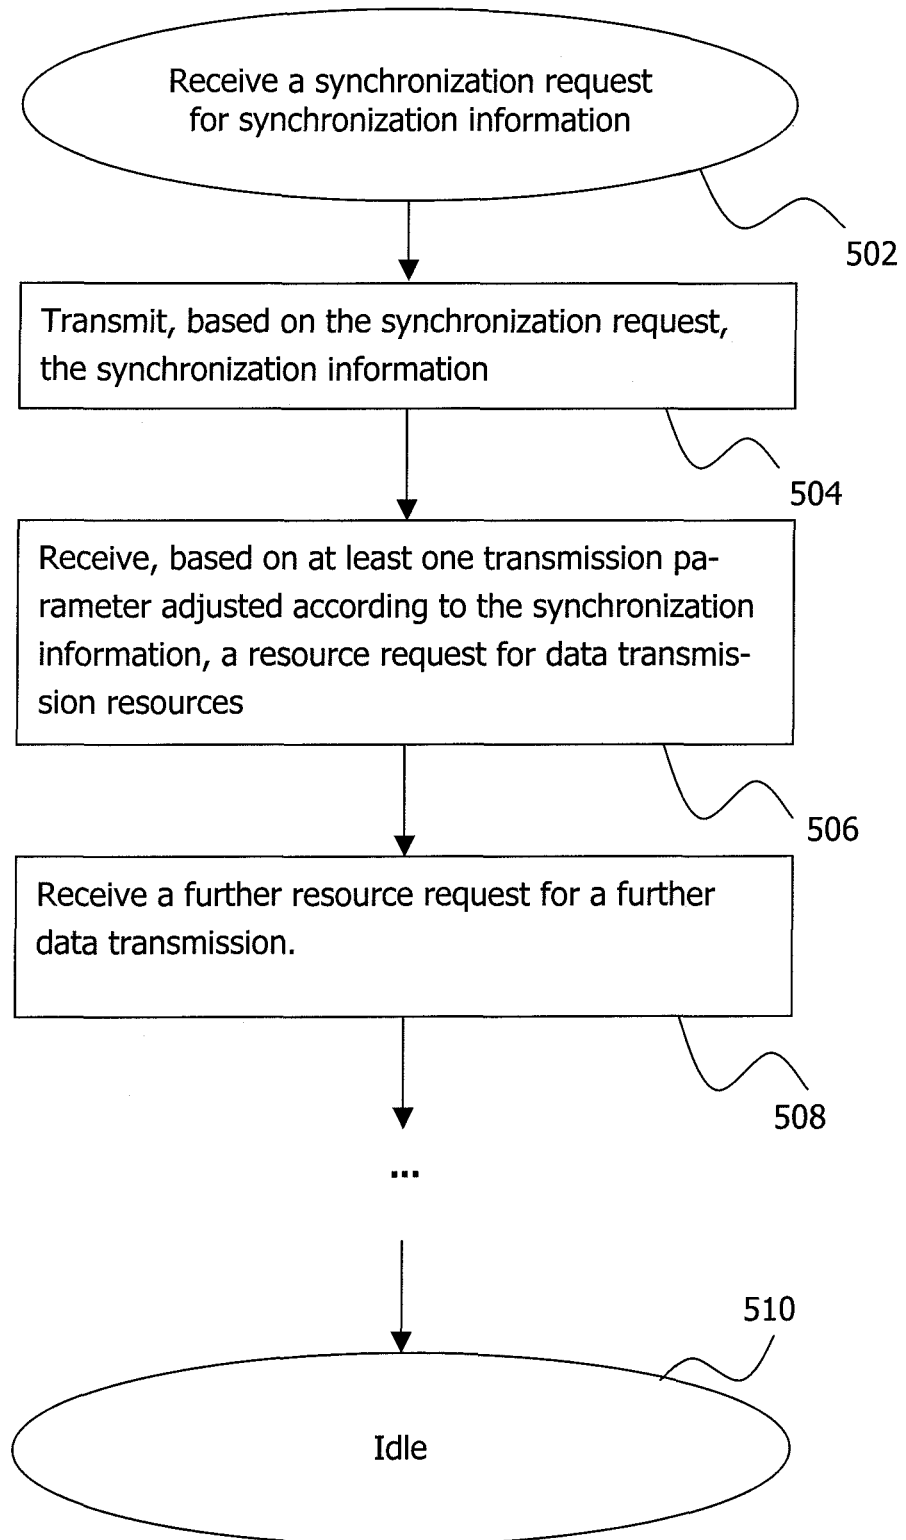 Receive a synchronization request
for synchronization information
502
Transmit, based on the synchronization request,
the synchronization information
504
Receive, based on at least one transmission pa-
rameter adjusted according to the synchronization
information, a resource request for data transmis-
sion resources
506
Receive a further resource request for a further
data transmission.
508
...
510
Idle